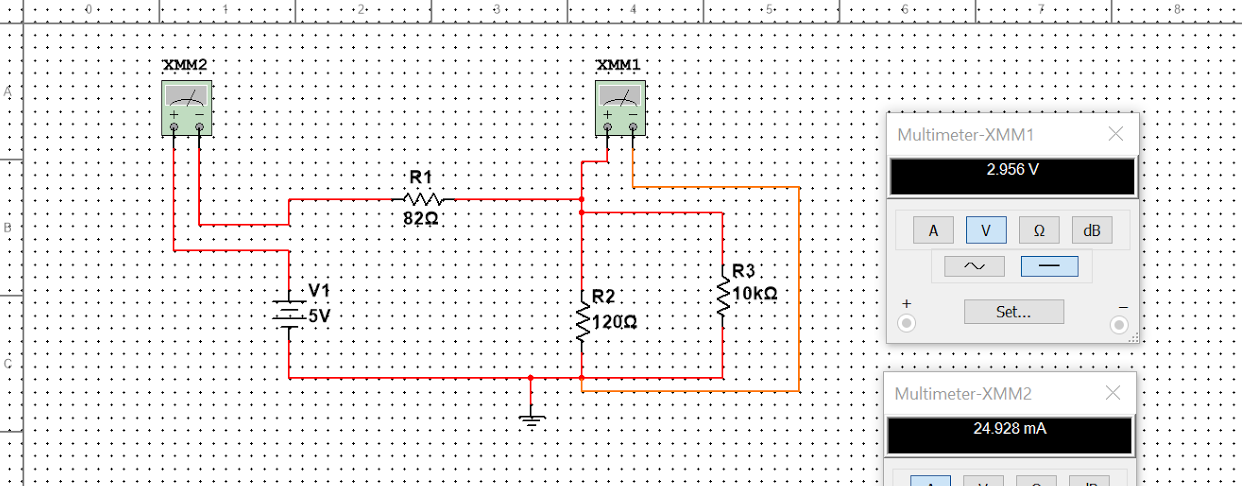 0 1 2 3 4 5 6 7 8
A
B
C
XMM2
XMM1
+ −
+ −
R1
82Ω
V1
5V
R2
120Ω
R3
10kΩ
Multimeter-XMM1
2.956 V
A V Ω dB
+ −
Set...
Multimeter-XMM2
24.928 mA